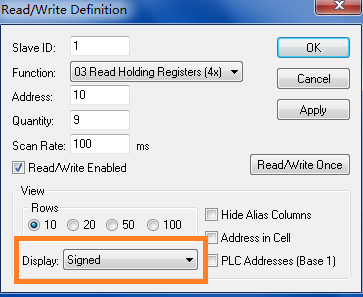 Read/Write Definition
Slave ID: 1
OK
Function: 03 Read Holding Registers (4x)
Cancel
Address: 10
Quantity: 9
Apply
Scan Rate: 100 ms
Read/Write Enabled
Read/Write Once
View
Rows
10 20 50 100
Hide Alias Columns
Address in Cell
Display: Signed
PLC Addresses (Base 1)